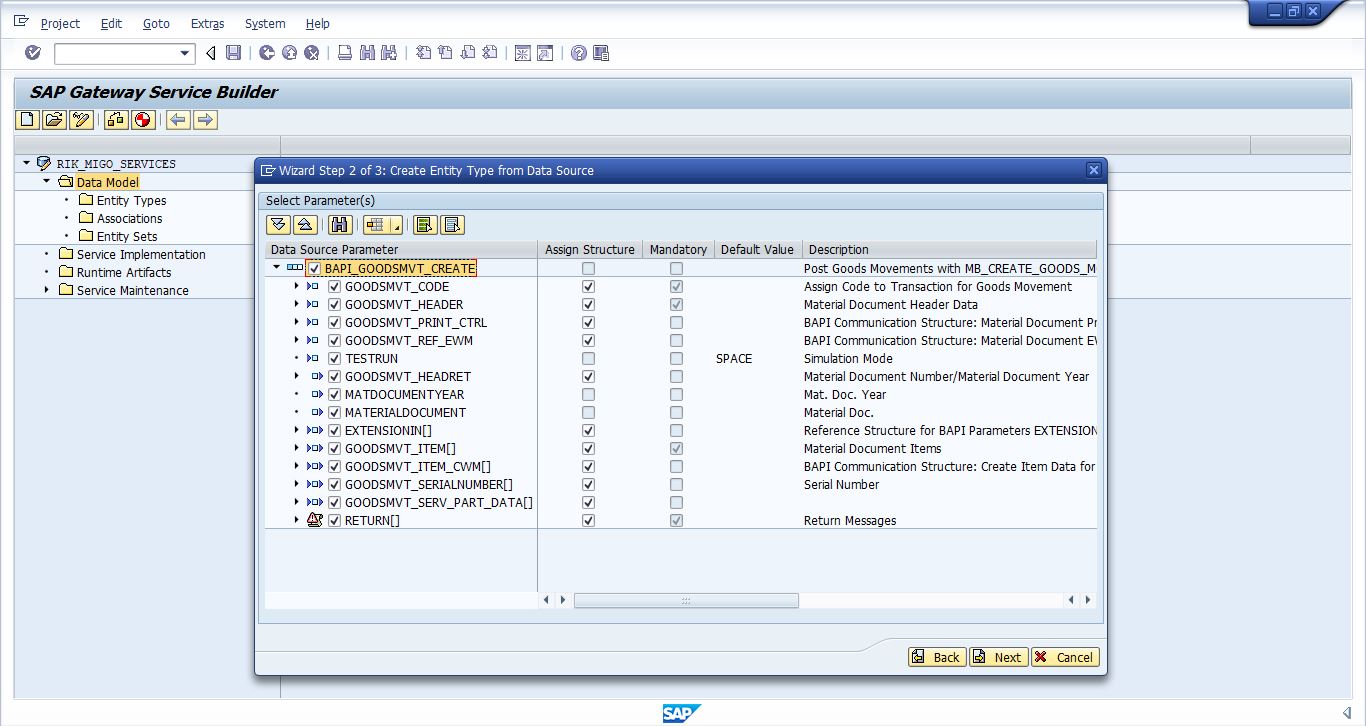 Project Edit Goto Extras System Help
SAP Gateway Service Builder
RIK_MIGO_SERVICES
Data Model
Entity Types
Associations
Entity Sets
Service Implementation
Runtime Artifacts
Service Maintenance
Wizard Step 2 of 3: Create Entity Type from Data Source
Select Parameter(s)
Data Source Parameter Assign Structure Mandatory Default Value Description
BAPI_GOODSMVT_CREATE Post Goods Movements with MB_CREATE_GOODS_M
GOODSMVT_CODE Assign Code to Transaction for Goods Movement
GOODSMVT_HEADER Material Document Header Data
GOODSMVT_PRINT_CTRL BAPI Communication Structure: Material Document Pr
GOODSMVT_REF_EWM BAPI Communication Structure: Material Document EW
TESTRUN SPACE Simulation Mode
GOODSMVT_HEADRET Material Document Number/Material Document Year
MATDOCUMENTYEAR Mat. Doc. Year
MATERIALDOCUMENT Material Doc.
EXTENSIONIN[] Reference Structure for BAPI Parameters EXTENSION
GOODSMVT_ITEM[] Material Document Items
GOODSMVT_ITEM_CWM[] BAPI Communication Structure: Create Item Data for
GOODSMVT_SERIALNUMBER[] Serial Number
GOODSMVT_SERV_PART_DATA[]
RETURN[] Return Messages
Back Next Cancel
SAP